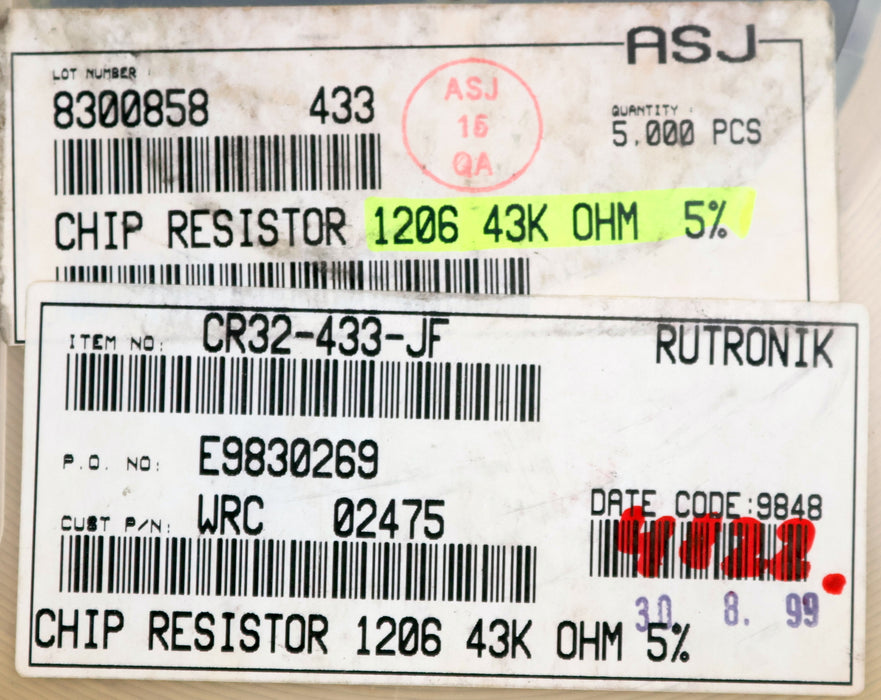 ASJ
LOT NUMBER :
8300858 433
ASJ
15
QA
QUANTITY :
5,000 PCS
CHIP RESISTOR 1206 43K OHM 5%
ITEM NO: CR32-433-JF
RUTRONIK
P.O. NO: E9830269
CUST P/N: WRC 02475
DATE CODE:9848
30. 8. 99
CHIP RESISTOR 1206 43K OHM 5%